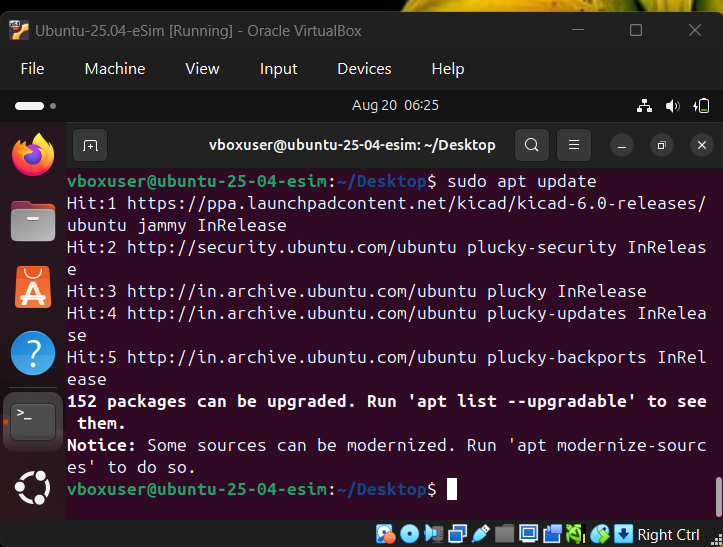 Ubuntu-25.04-eSim [Running] - Oracle VirtualBox
File Machine View Input Devices Help
Aug 20 06:25
vboxuser@ubuntu-25-04-esim: ~/Desktop
vboxuser@ubuntu-25-04-esim:~/Desktop$ sudo apt update
Hit:1 https://ppa.launchpadcontent.net/kicad/kicad-6.0-releases/
ubuntu jammy InRelease
Hit:2 http://security.ubuntu.com/ubuntu plucky-security InReleas
e
Hit:3 http://in.archive.ubuntu.com/ubuntu plucky InRelease
Hit:4 http://in.archive.ubuntu.com/ubuntu plucky-updates InRelea
se
Hit:5 http://in.archive.ubuntu.com/ubuntu plucky-backports InRel
ease
152 packages can be upgraded. Run 'apt list --upgradable' to see
 them.
Notice: Some sources can be modernized. Run 'apt modernize-sourc
es' to do so.
vboxuser@ubuntu-25-04-esim:~/Desktop$
Right Ctrl